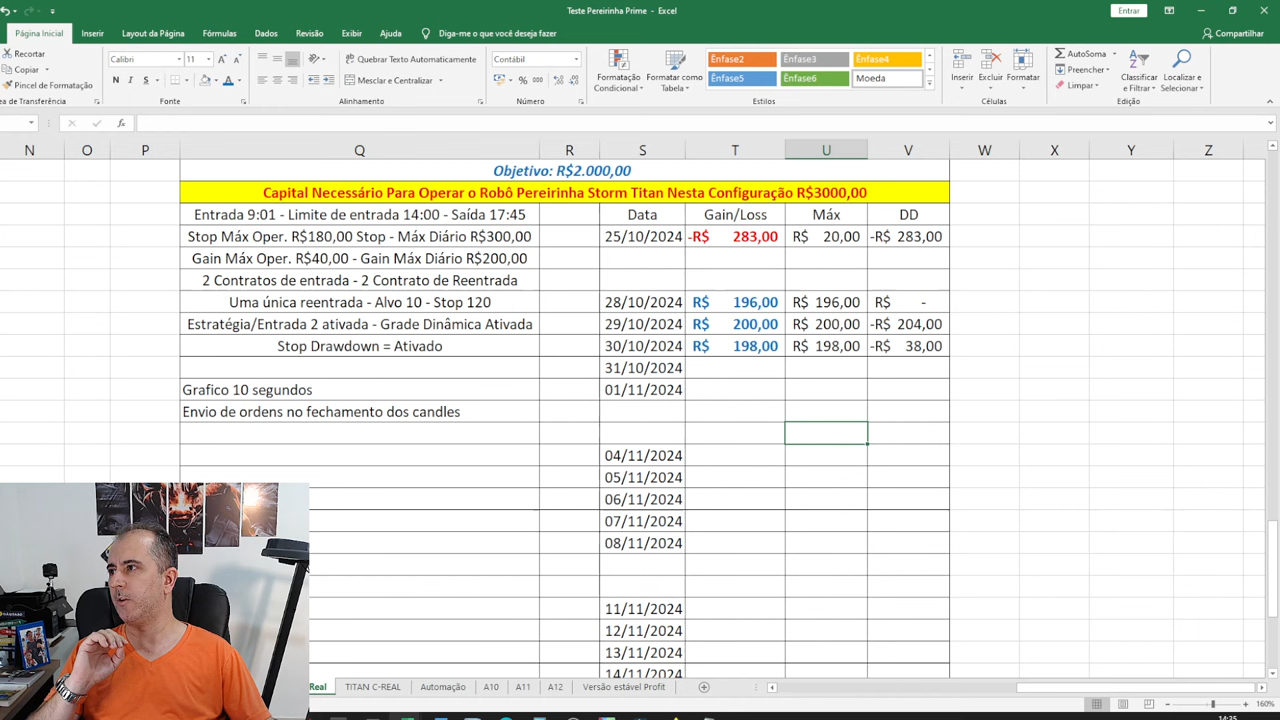 Teste Pereirinha Prime - Excel
Entrar
Página Inicial Inserir Layout da Página Fórmulas Dados Revisão Exibir Ajuda Diga-me o que você deseja fazer Compartilhar
Recortar
Copiar
Pincel de Formatação
Calibri 11
N I S
Fonte
Quebrar Texto Automaticamente
Mesclar e Centralizar
Alinhamento
Contábil
% 000
Número
Formatação Condicional
Formatar como Tabela
Ênfase2 Ênfase3 Ênfase4
Ênfase5 Ênfase6 Moeda
Estilos
Inserir Excluir Formatar
Células
AutoSoma
Preencher
Limpar
Classificar e Filtrar
Localizar e Selecionar
Edição
fx
N O P Q R S T U V W X Y Z
Objetivo: R$2.000,00
Capital Necessário Para Operar o Robô Pereirinha Storm Titan Nesta Configuração R$3000,00
Entrada 9:01 - Limite de entrada 14:00 - Saída 17:45 Data Gain/Loss Máx DD
Stop Máx Oper. R$180,00 Stop - Máx Diário R$300,00 25/10/2024 -R$ 283,00 R$ 20,00 -R$ 283,00
Gain Máx Oper. R$40,00 - Gain Máx Diário R$200,00
2 Contratos de entrada - 2 Contrato de Reentrada
Uma única reentrada - Alvo 10 - Stop 120 28/10/2024 R$ 196,00 R$ 196,00 R$ -
Estratégia/Entrada 2 ativada - Grade Dinâmica Ativada 29/10/2024 R$ 200,00 R$ 200,00 -R$ 204,00
Stop Drawdown = Ativado 30/10/2024 R$ 198,00 R$ 198,00 -R$ 38,00
31/10/2024
Grafico 10 segundos 01/11/2024
Envio de ordens no fechamento dos candles
04/11/2024
05/11/2024
06/11/2024
07/11/2024
08/11/2024
11/11/2024
12/11/2024
13/11/2024
14/11/2024
Real TITAN C-REAL Automação A10 A11 A12 Versão estável Profit
160%
14:35